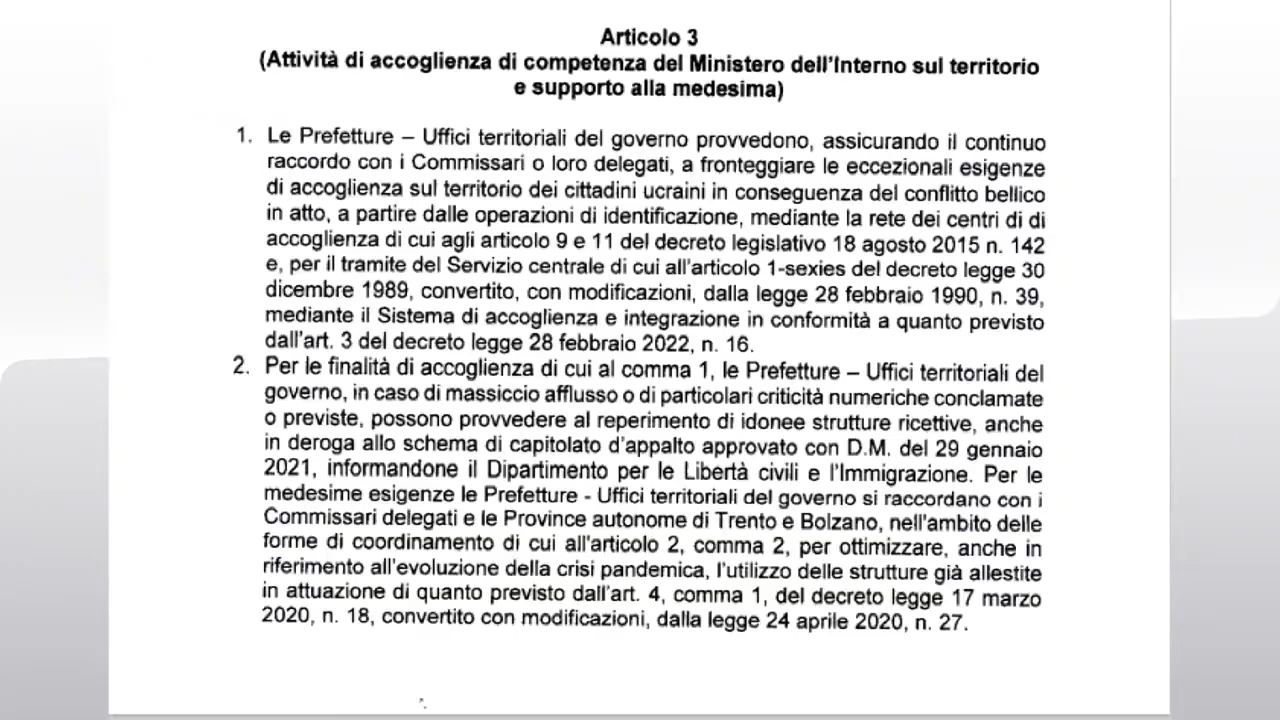 Articolo 3
(Attività di accoglienza di competenza del Ministero dell'Interno sul territorio
e supporto alla medesima)
1. Le Prefetture – Uffici territoriali del governo provvedono, assicurando il continuo
raccordo con i Commissari o loro delegati, a fronteggiare le eccezionali esigenze
di accoglienza sul territorio dei cittadini ucraini in conseguenza del conflitto bellico
in atto, a partire dalle operazioni di identificazione, mediante la rete dei centri di di
accoglienza di cui agli articolo 9 e 11 del decreto legislativo 18 agosto 2015 n. 142
e, per il tramite del Servizio centrale di cui all'articolo 1-sexies del decreto legge 30
dicembre 1989, convertito, con modificazioni, dalla legge 28 febbraio 1990, n. 39,
mediante il Sistema di accoglienza e integrazione in conformità a quanto previsto
dall'art. 3 del decreto legge 28 febbraio 2022, n. 16.
2. Per le finalità di accoglienza di cui al comma 1, le Prefetture – Uffici territoriali del
governo, in caso di massiccio afflusso o di particolari criticità numeriche conclamate
o previste, possono provvedere al reperimento di idonee strutture ricettive, anche
in deroga allo schema di capitolato d'appalto approvato con D.M. del 29 gennaio
2021, informandone il Dipartimento per le Libertà civili e l'Immigrazione. Per le
medesime esigenze le Prefetture - Uffici territoriali del governo si raccordano con i
Commissari delegati e le Province autonome di Trento e Bolzano, nell'ambito delle
forme di coordinamento di cui all'articolo 2, comma 2, per ottimizzare, anche in
riferimento all'evoluzione della crisi pandemica, l'utilizzo delle strutture già allestite
in attuazione di quanto previsto dall'art. 4, comma 1, del decreto legge 17 marzo
2020, n. 18, convertito con modificazioni, dalla legge 24 aprile 2020, n. 27.